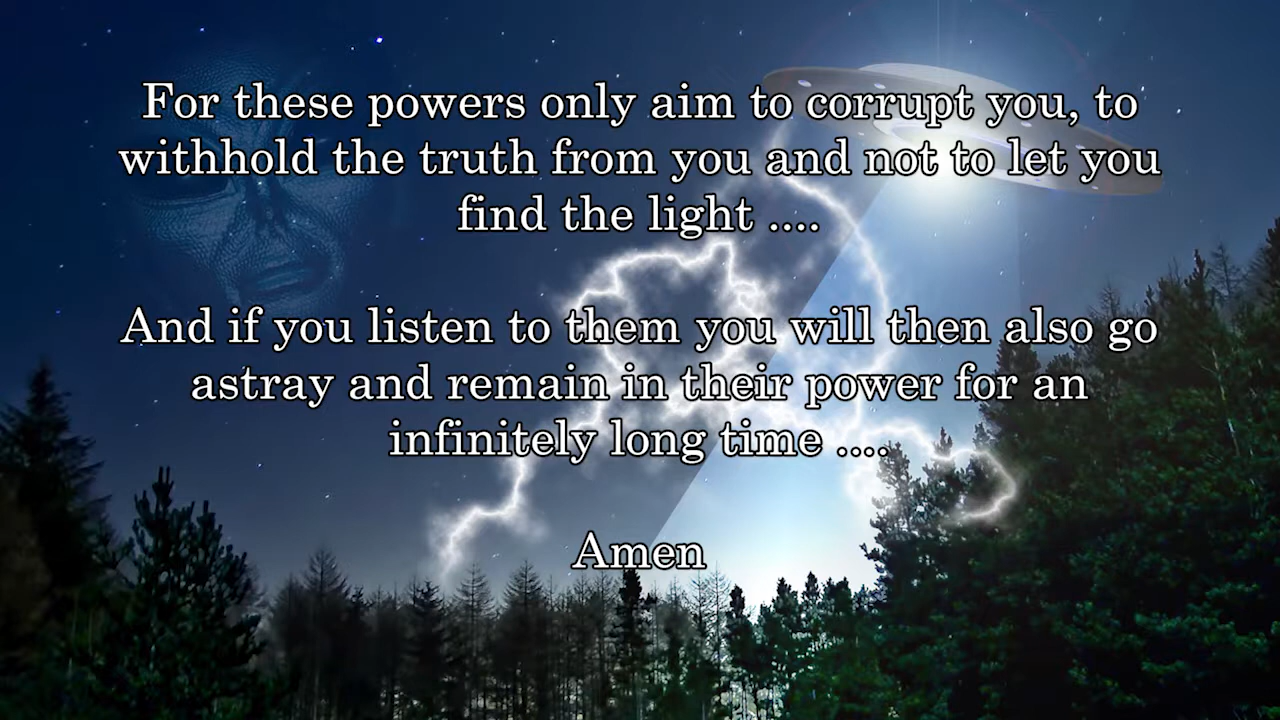 For these powers only aim to corrupt you, to
withhold the truth from you and not to let you
find the light ....
And if you listen to them you will then also go
astray and remain in their power for an
infinitely long time ....
Amen